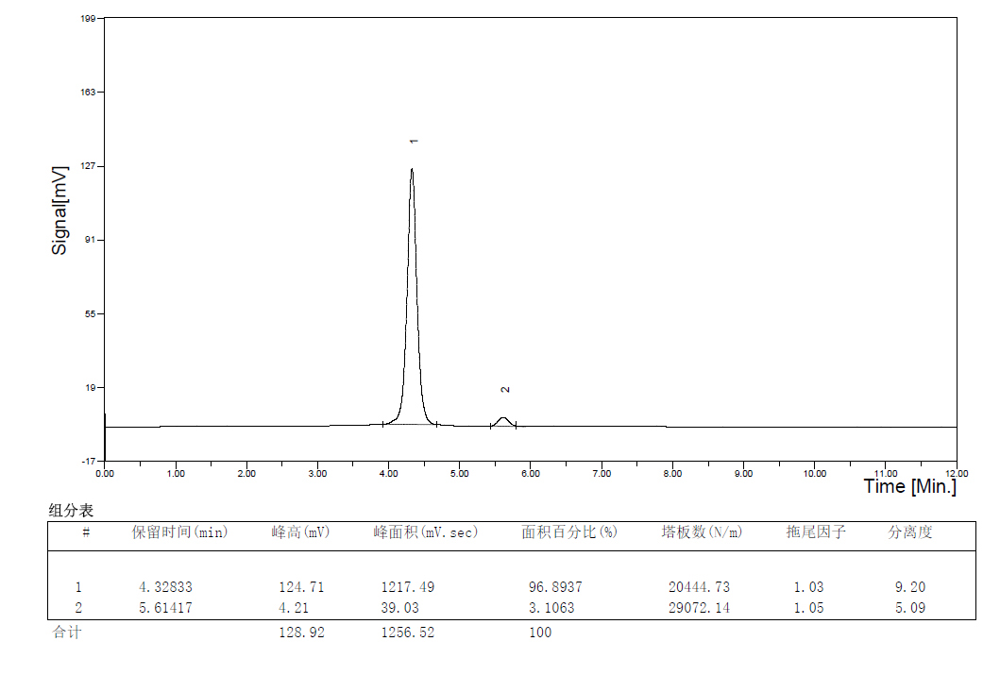 199
163
127
91
55
19
-17
Signal[mV]
1
2
0.00 1.00 2.00 3.00 4.00 5.00 6.00 7.00 8.00 9.00 10.00 11.00 12.00
Time [Min.]
组分表
# 保留时间(min) 峰高(mV) 峰面积(mV.sec) 面积百分比(%) 塔板数(N/m) 拖尾因子 分离度
1 4.32833 124.71 1217.49 96.8937 20444.73 1.03 9.20
2 5.61417 4.21 39.03 3.1063 29072.14 1.05 5.09
合计 128.92 1256.52 100